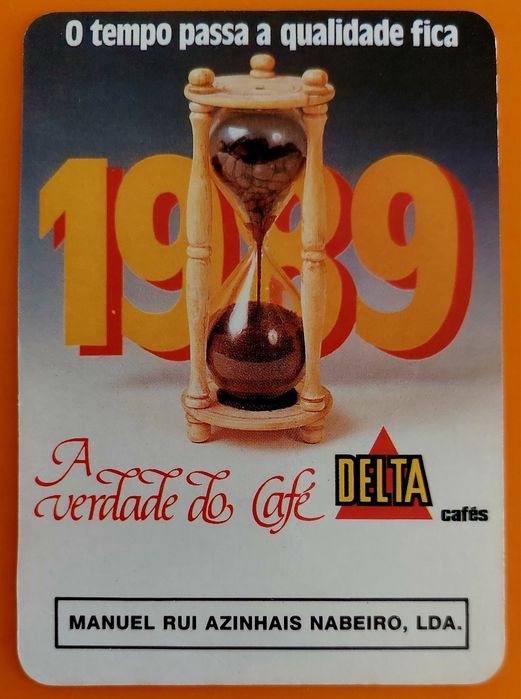 O tempo passa a qualidade fica
1989
A
verdade do Café
DELTA
cafés
MANUEL RUI AZINHAIS NABEIRO, LDA.